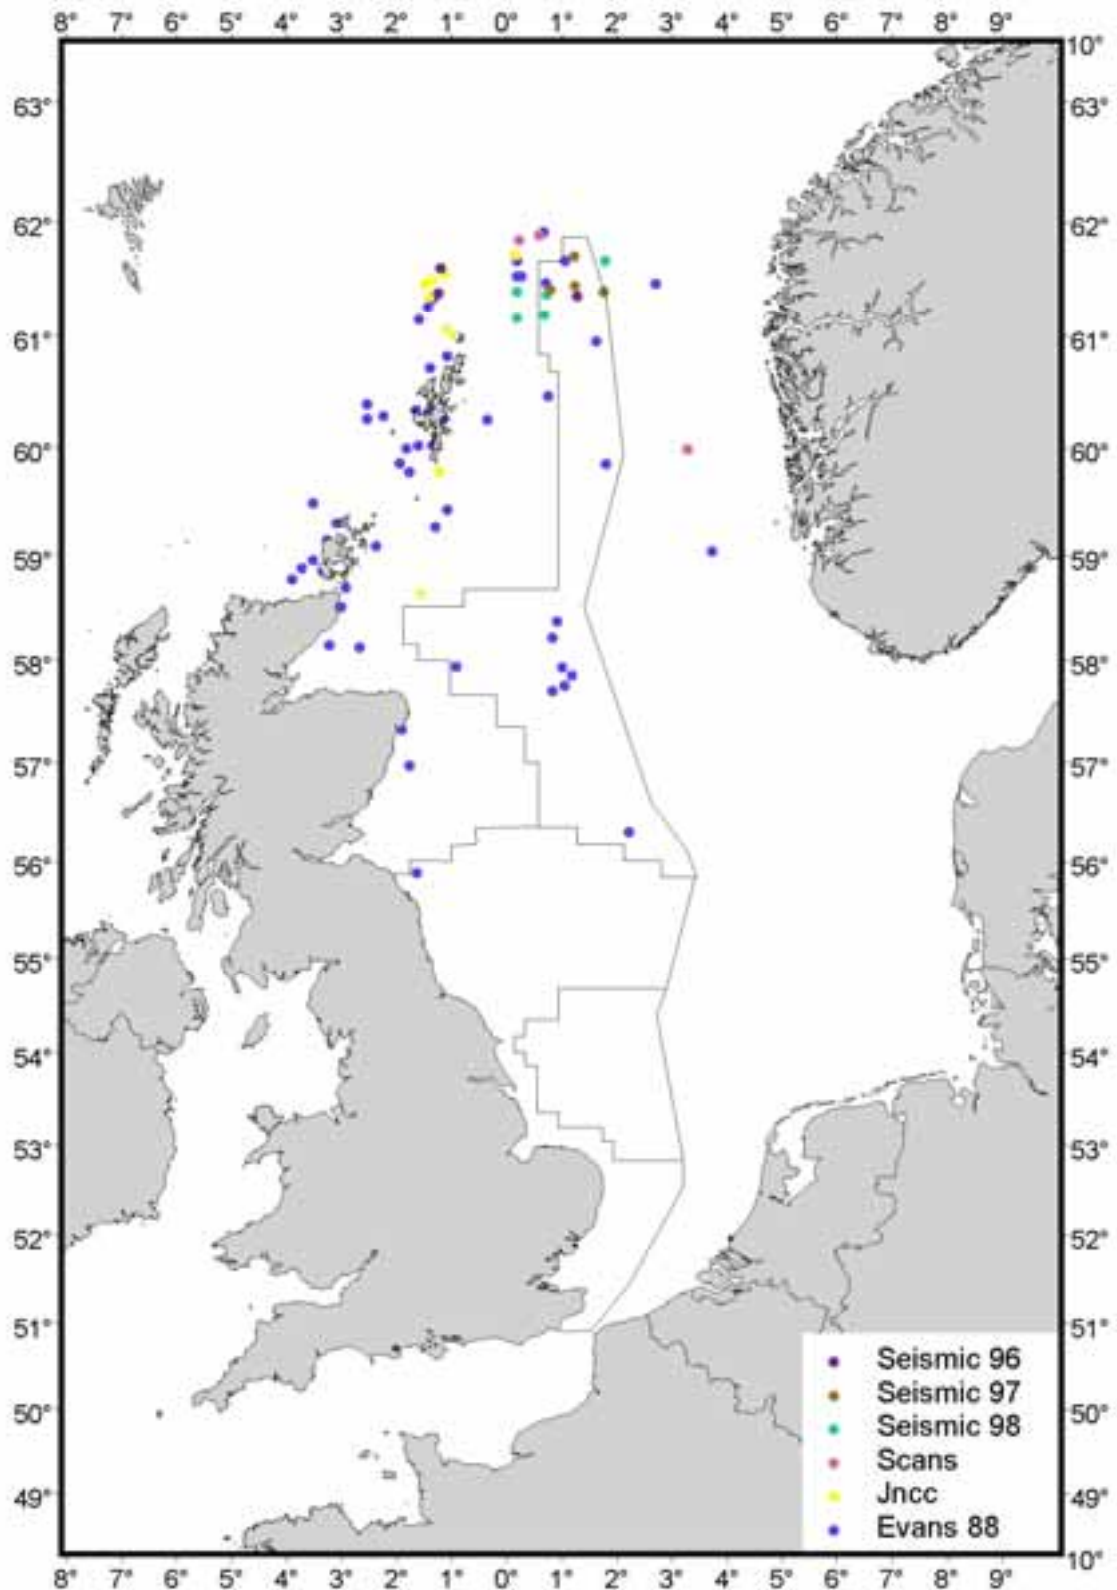 8° 7° 6° 5° 4° 3° 2° 1° 0° 1° 2° 3° 4° 5° 6° 7° 8° 9°
10°
63° 63°
62° 62°
61° 61°
60° 60°
59° 59°
58° 58°
57° 57°
56° 56°
55° 55°
54° 54°
53° 53°
52° 52°
51° 51°
Seismic 96
Seismic 97
50° 50°
Seismic 98
Scans
49° Jncc 49°
Evans 88
10°
8° 7° 6° 5° 4° 3° 2° 1° 0° 1° 2° 3° 4° 5° 6° 7° 8° 9°